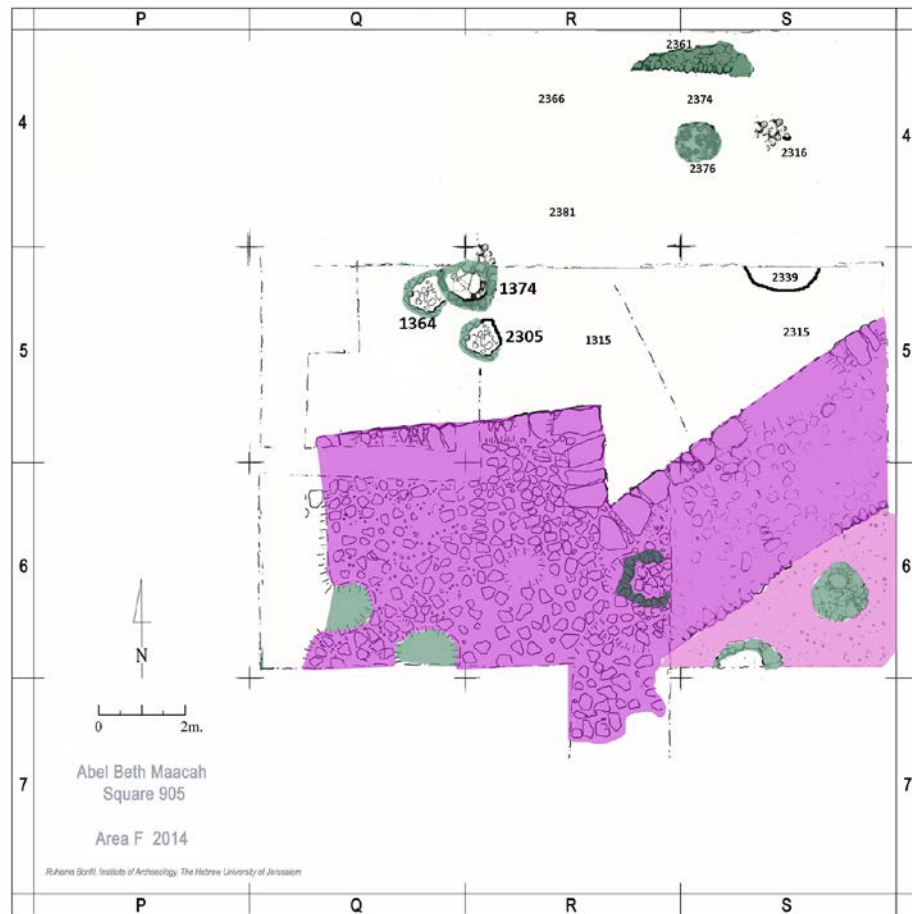 P Q R S
2361
2366 2374
4 4
2316
2376
2381
2339
1374
1364
2305 1315 2315
5 5
6 6
N
0 2m.
7 7
Abel Beth Maacah
Square 905
Area F 2014
Ruhama Bonfil, Institute of Archaeology, The Hebrew University of Jerusalem
P Q R S